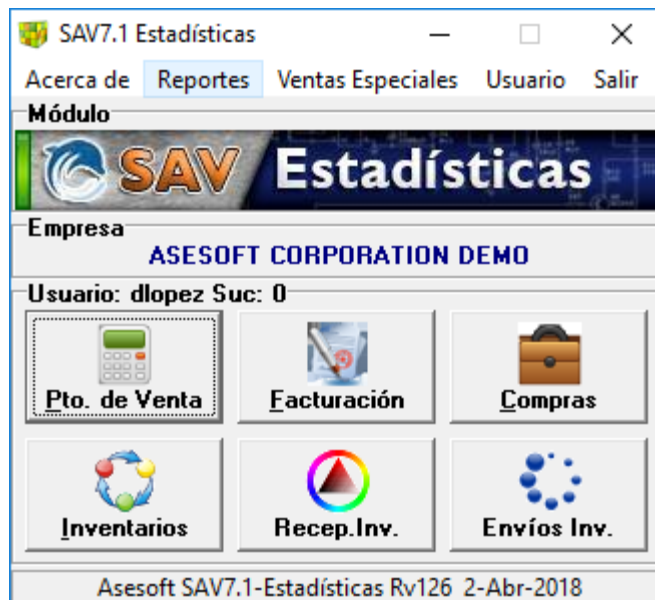 SAV7.1 Estadísticas
Acerca de Reportes Ventas Especiales Usuario Salir
Módulo
SAV Estadísticas
Empresa
ASESOFT CORPORATION DEMO
Usuario: dlopez Suc: 0
Pto. de Venta Facturación Compras
Inventarios Recep.Inv. Envíos Inv.
Asesoft SAV7.1-Estadísticas Rv126 2-Abr-2018